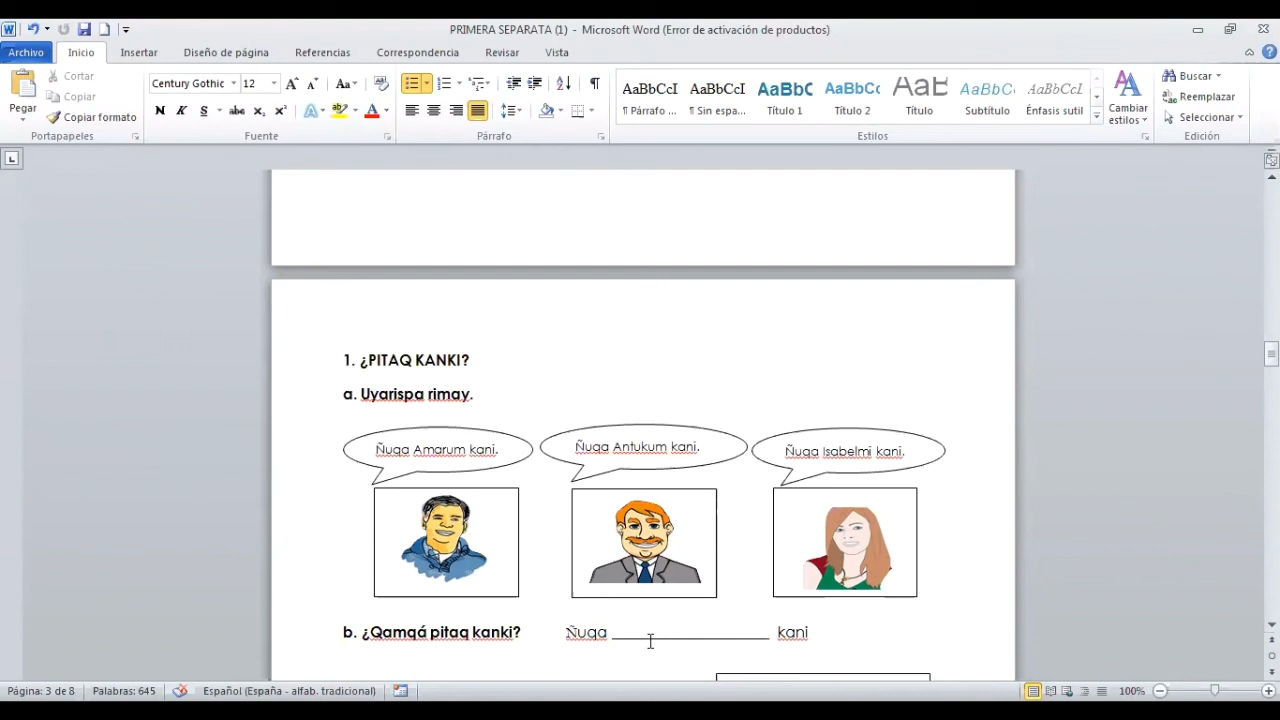 PRIMERA SEPARATA (1) - Microsoft Word (Error de activación de productos)
Archivo Inicio Insertar Diseño de página Referencias Correspondencia Revisar Vista
Pegar
Cortar
Copiar
Copiar formato
Portapapeles
Century Gothic 12
Fuente
Párrafo
AaBbCcI AaBbCcI AaBbC AaBbCc AaB AaBbCc AaBbCcI
¶ Párrafo ... ¶ Sin espa... Título 1 Título 2 Título Subtítulo Énfasis sutil
Estilos
Cambiar estilos
Buscar
Reemplazar
Seleccionar
Edición
1. ¿PITAQ KANKI?
a. Uyarispa rimay.
Ñuqa Amarum kani.
Ñuqa Antukum kani.
Ñuqa Isabelmi kani.
b. ¿Qamqá pitaq kanki? Ñuqa ____________________ kani
Página: 3 de 8 Palabras: 645 Español (España - alfab. tradicional) 100%